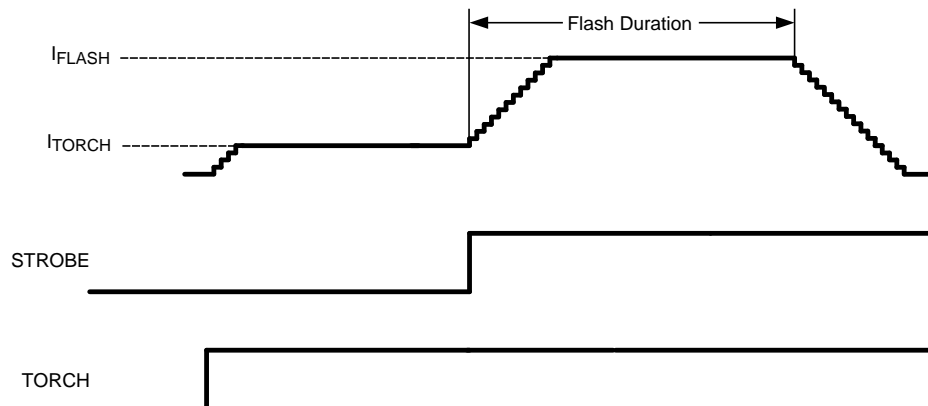 Flash Duration
IFLASH
ITORCH
STROBE
TORCH